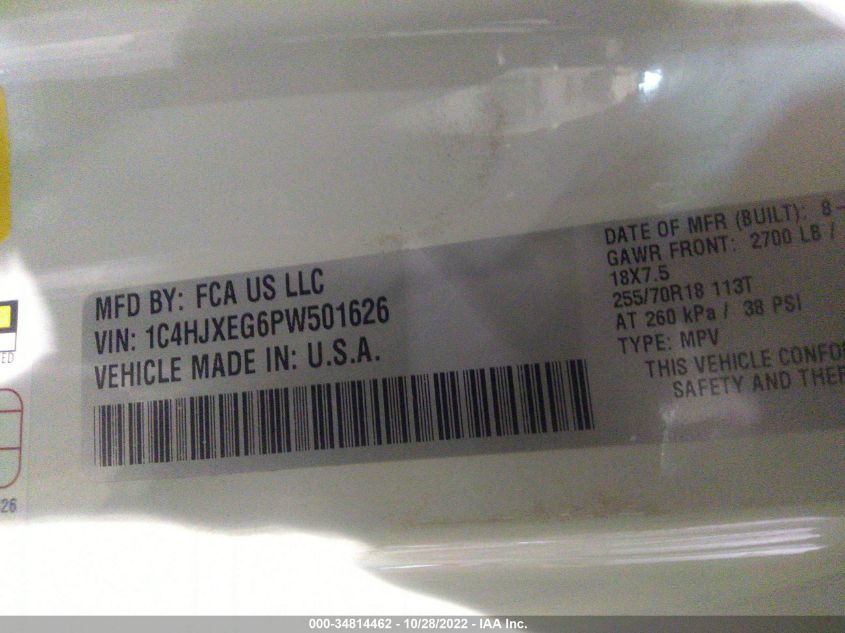 MFD BY: FCA US LLC
VIN: 1C4HJXEG6PW501626
VEHICLE MADE IN: U.S.A.
DATE OF MFR (BUILT): 8-
GAWR FRONT: 2700 LB /
18X7.5
255/70R18 113T
AT 260 kPa / 38 PSI
TYPE: MPV
THIS VEHICLE
SAFETY AND
26
000-34814462 - 10/28/2022 - IAA Inc.